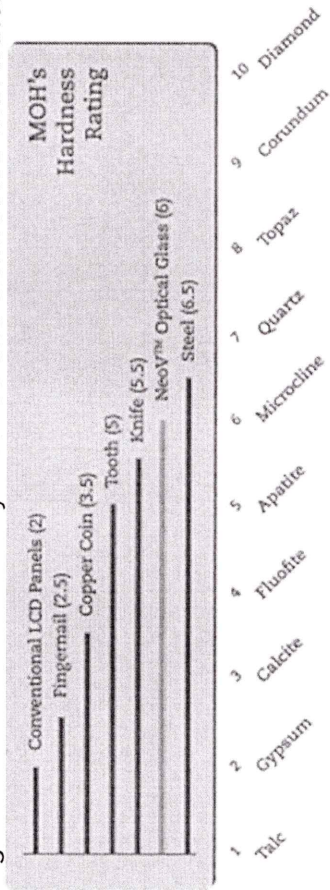 MOH's
Hardness
Rating
Conventional LCD Panels (2)
Fingernail (2.5)
Copper Coin (3.5)
Tooth (5)
Knife (5.5)
NeoV™ Optical Glass (6)
Steel (6.5)
1 2 3 4 5 6 7 8 9 10
Talc
Gypsum
Calcite
Fluofite
Apatite
Microcline
Quartz
Topaz
Corundum
Diamond